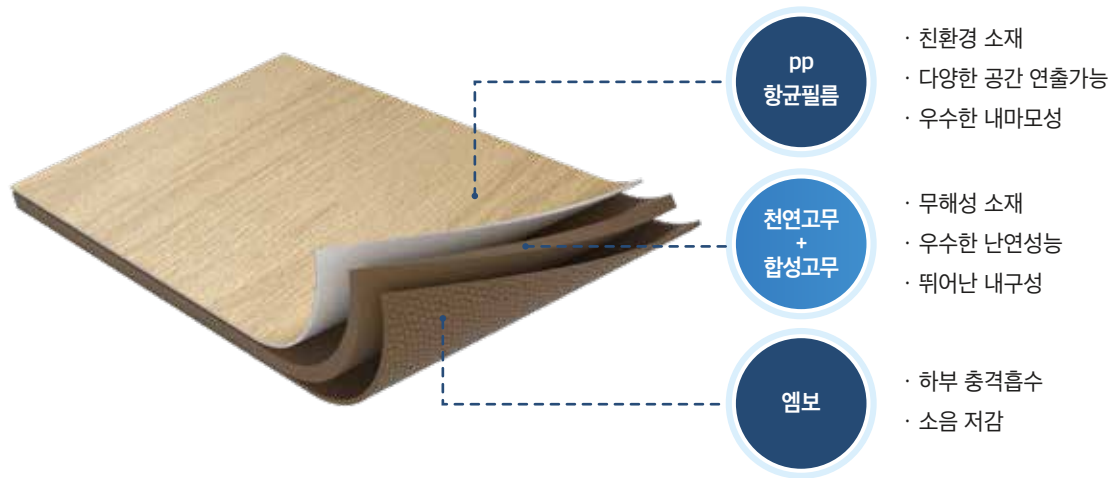 pp
항균필름
· 친환경 소재
· 다양한 공간 연출가능
· 우수한 내마모성
천연고무
+
합성고무
· 무해성 소재
· 우수한 난연성능
· 뛰어난 내구성
엠보
· 하부 충격흡수
· 소음 저감